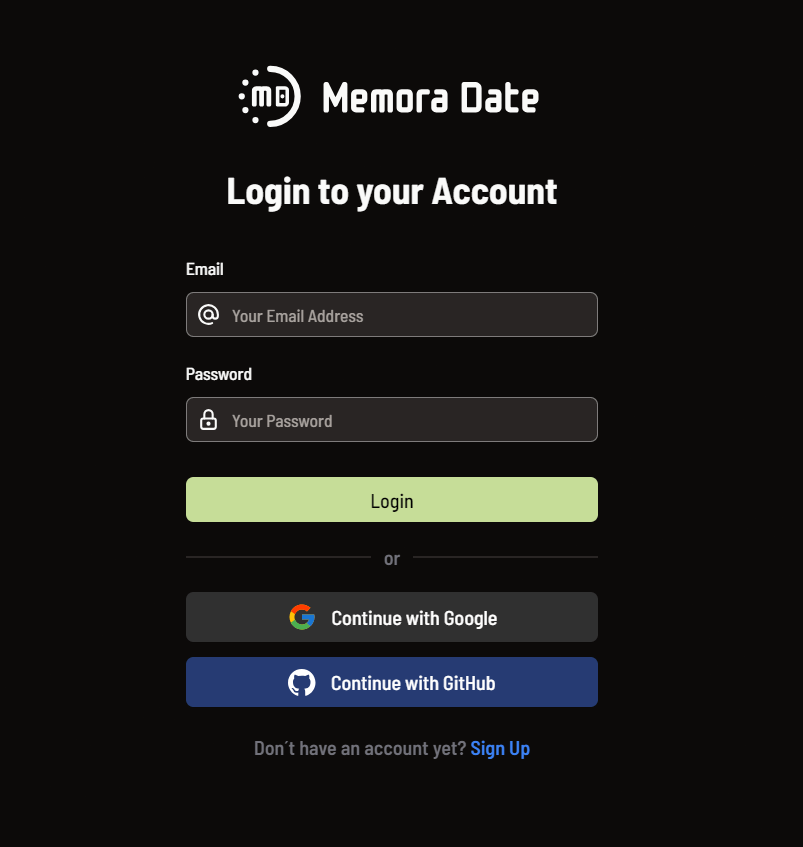 MD Memora Date
Login to your Account
Email
Your Email Address
Password
Your Password
Login
or
Continue with Google
Continue with GitHub
Don´t have an account yet? Sign Up